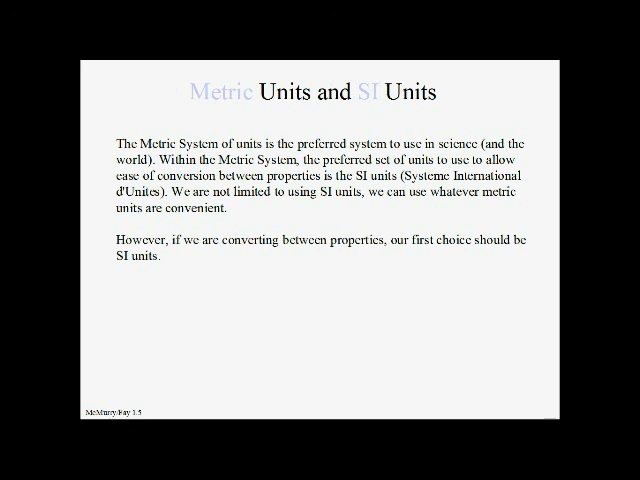 Metric Units and SI Units
The Metric System of units is the preferred system to use in science (and the
world). Within the Metric System, the preferred set of units to use to allow
ease of conversion between properties is the SI units (Systeme International
d'Unites). We are not limited to using SI units, we can use whatever metric
units are convenient.
However, if we are converting between properties, our first choice should be
SI units.
McMurry/Fay 1.5